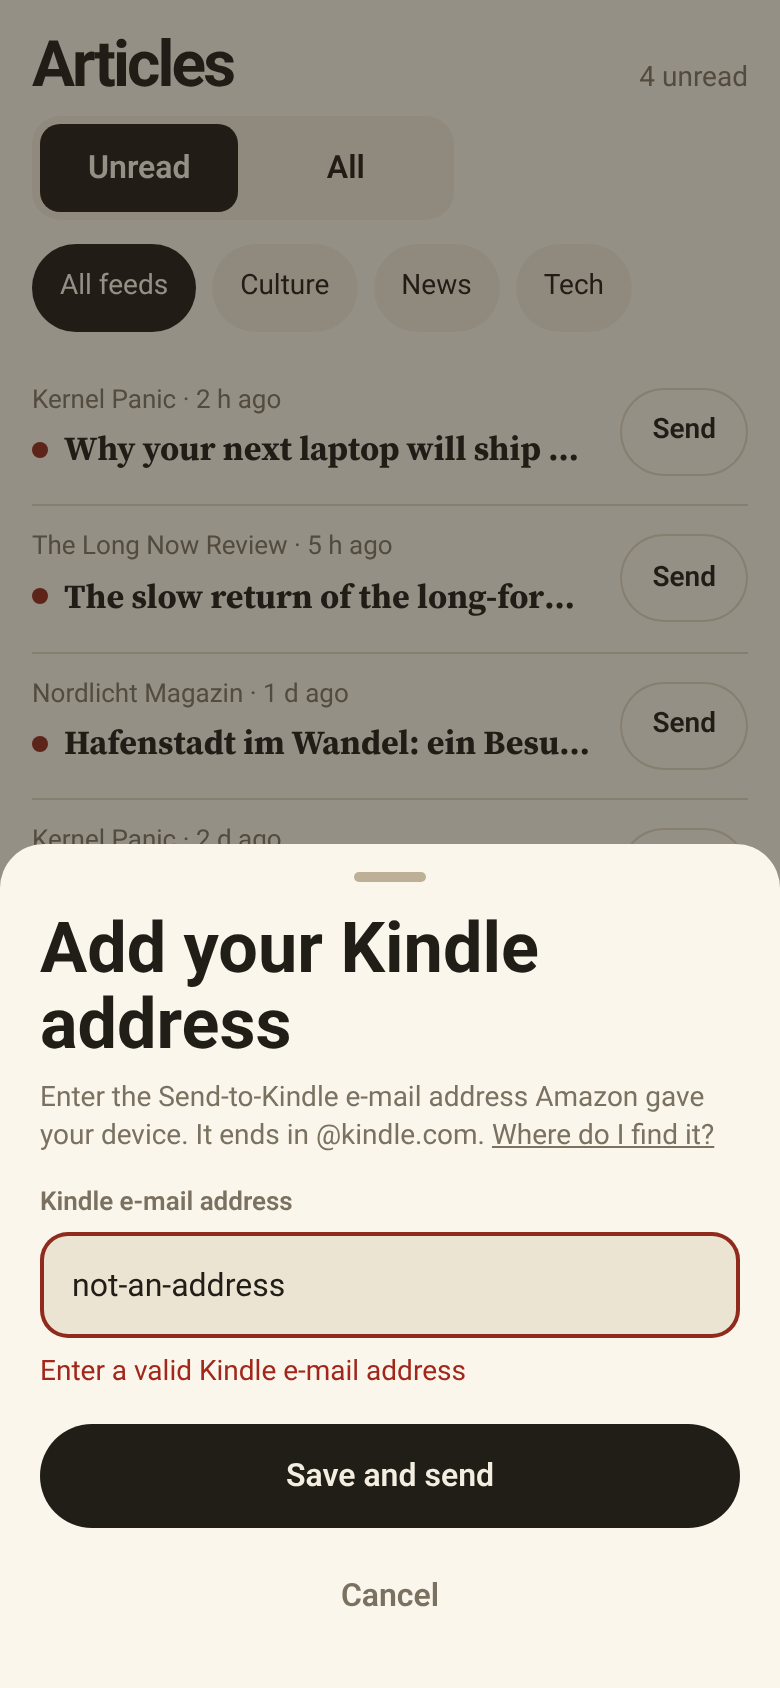 Articles
4 unread
Unread
All
All feeds
Culture
News
Tech
Kernel Panic · 2 h ago
Why your next laptop will ship ...
Send
The Long Now Review · 5 h ago
The slow return of the long-for...
Send
Nordlicht Magazin · 1 d ago
Hafenstadt im Wandel: ein Besu...
Send
Kernel Panic · 2 d ago
Add your Kindle
address
Enter the Send-to-Kindle e-mail address Amazon gave
your device. It ends in @kindle.com. Where do I find it?
Kindle e-mail address
not-an-address
Enter a valid Kindle e-mail address
Save and send
Cancel